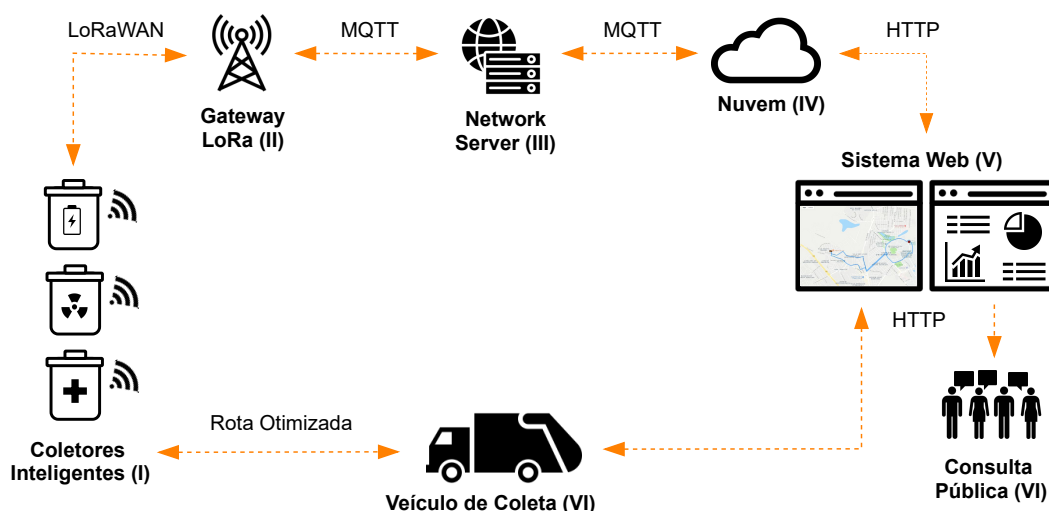 LoRaWAN
MQTT
MQTT
HTTP
Gateway
LoRa (II)
Network
Server (III)
Nuvem (IV)
Sistema Web (V)
HTTP
Rota Otimizada
Coletores
Inteligentes (I)
Veículo de Coleta (VI)
Consulta
Pública (VI)